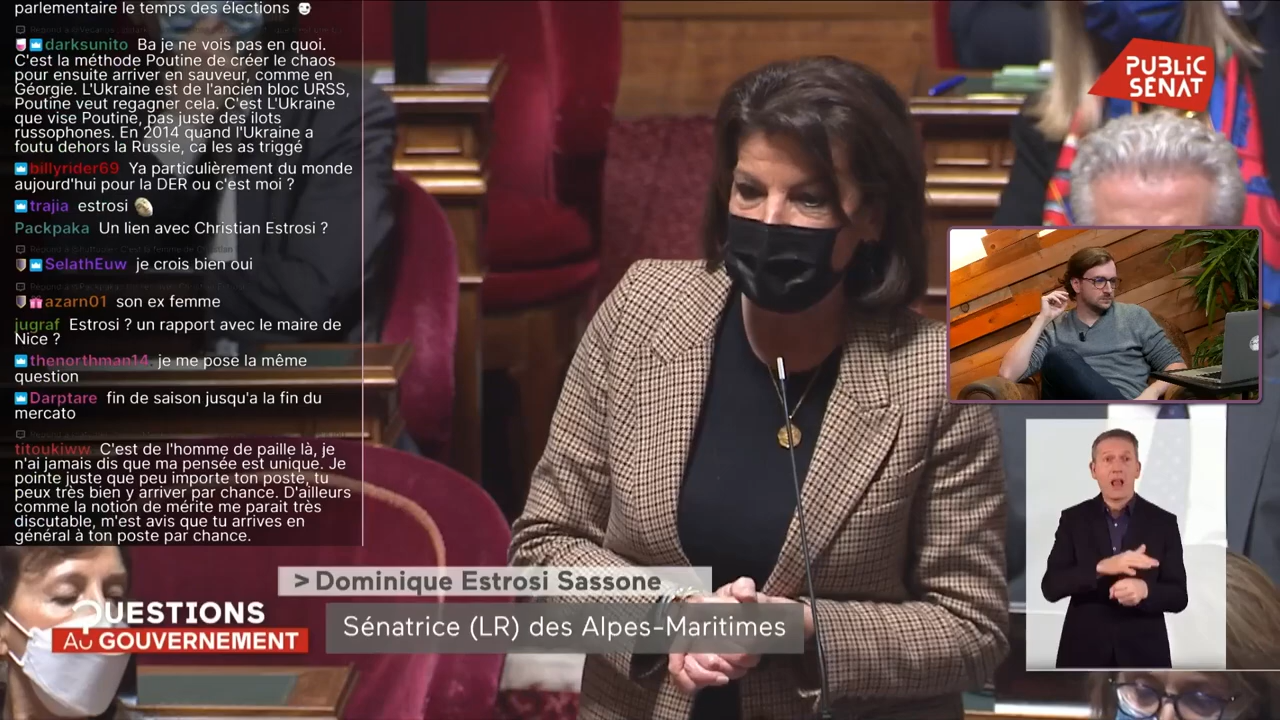 parlementaire le temps des élections
darksunito Ba je ne vois pas en quoi.
C'est la méthode Poutine de créer le chaos
pour ensuite arriver en sauveur, comme en
Géorgie. L'Ukraine est de l'ancien bloc URSS,
Poutine veut regagner cela. C'est L'Ukraine
que vise Poutine, pas juste des ilots
russophones. En 2014 quand l'Ukraine a
foutu dehors la Russie, ca les as triggé
billyrider69 Ya particulièrement du monde
aujourd'hui pour la DER ou c'est moi ?
trajia estrosi
Packpaka Un lien avec Christian Estrosi ?
SelathEuw je crois bien oui
azarn01 son ex femme
jugraf Estrosi ? un rapport avec le maire de
Nice ?
thenorthman14 je me pose la même
question
Darptare fin de saison jusqu'a la fin du
mercato
titoukiww C'est de l'homme de paille là, je
n'ai jamais dis que ma pensée est unique. Je
pointe juste que peu importe ton poste, tu
peux très bien y arriver par chance. D'ailleurs
comme la notion de mérite me parait très
discutable, m'est avis que tu arrives en
général à ton poste par chance.
PUBLIC
SÉNAT
> Dominique Estrosi Sassone
Sénatrice (LR) des Alpes-Maritimes
QUESTIONS
AU GOUVERNEMENT